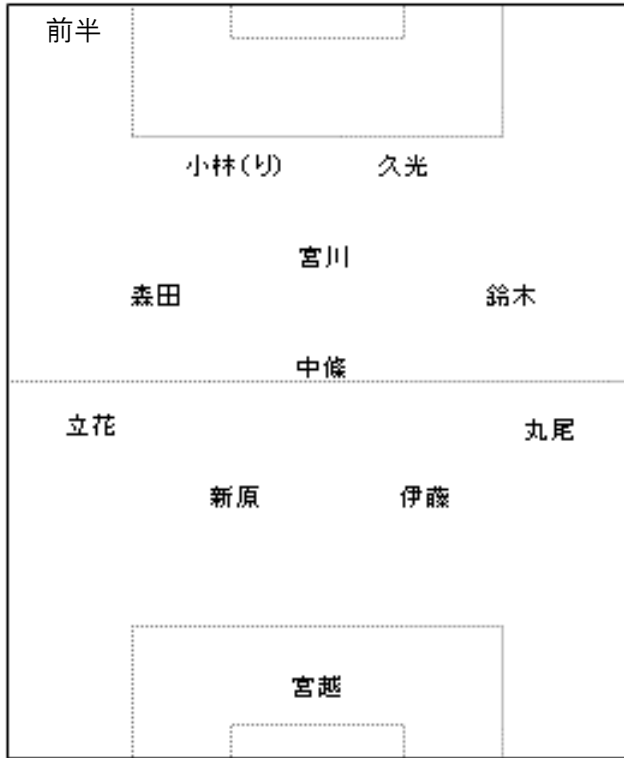 前半
小林(り) 久光
宮川
森田 鈴木
中條
立花 丸尾
新原 伊藤
宮越